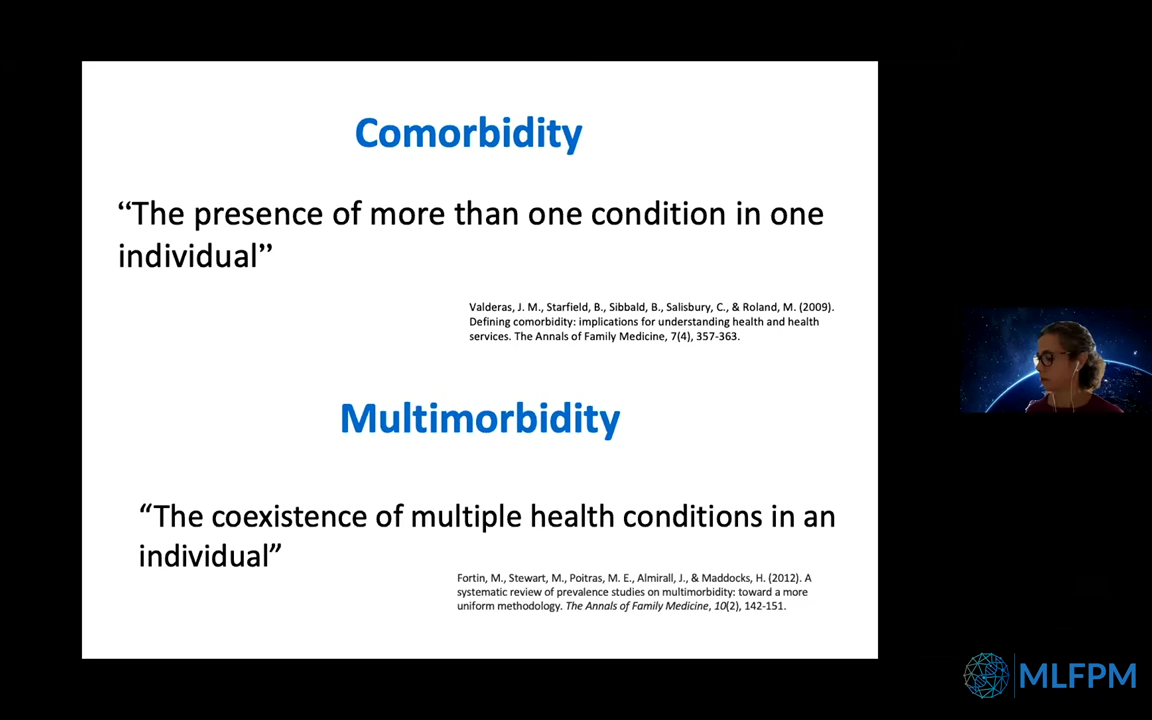 Comorbidity
“The presence of more than one condition in one
individual”
Valderas, J. M., Starfield, B., Sibbald, B., Salisbury, C., & Roland, M. (2009).
Defining comorbidity: implications for understanding health and health
services. The Annals of Family Medicine, 7(4), 357-363.
Multimorbidity
“The coexistence of multiple health conditions in an
individual”
Fortin, M., Stewart, M., Poitras, M. E., Almirall, J., & Maddocks, H. (2012). A
systematic review of prevalence studies on multimorbidity: toward a more
uniform methodology. The Annals of Family Medicine, 10(2), 142-151.
MLFPM